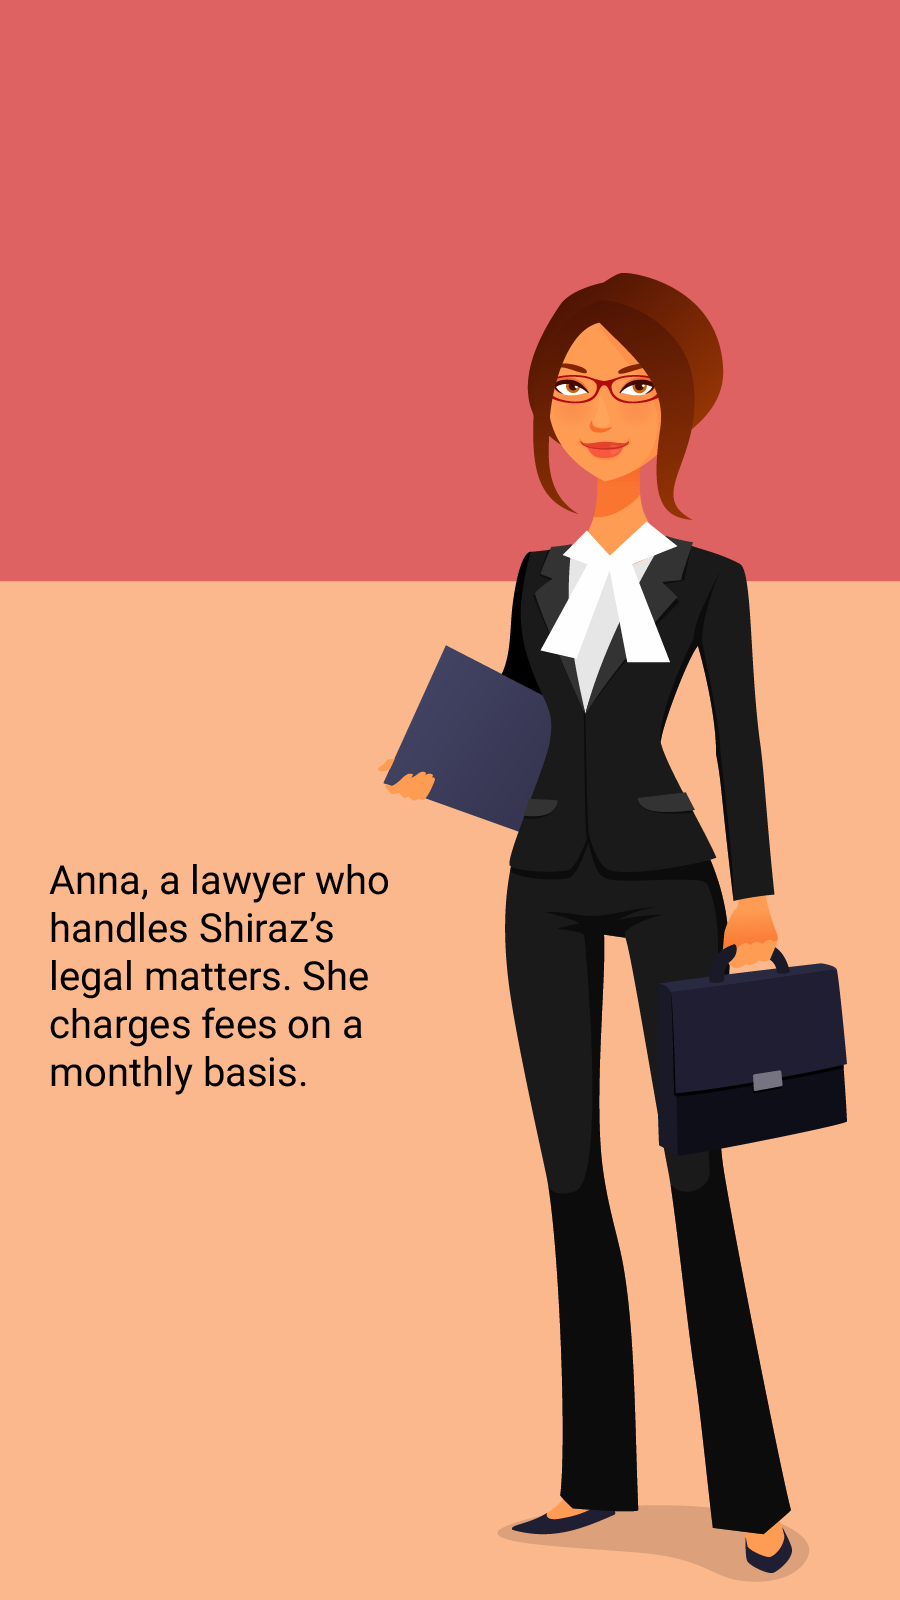 Anna, a lawyer who
handles Shiraz’s
legal matters. She
charges fees on a
monthly basis.